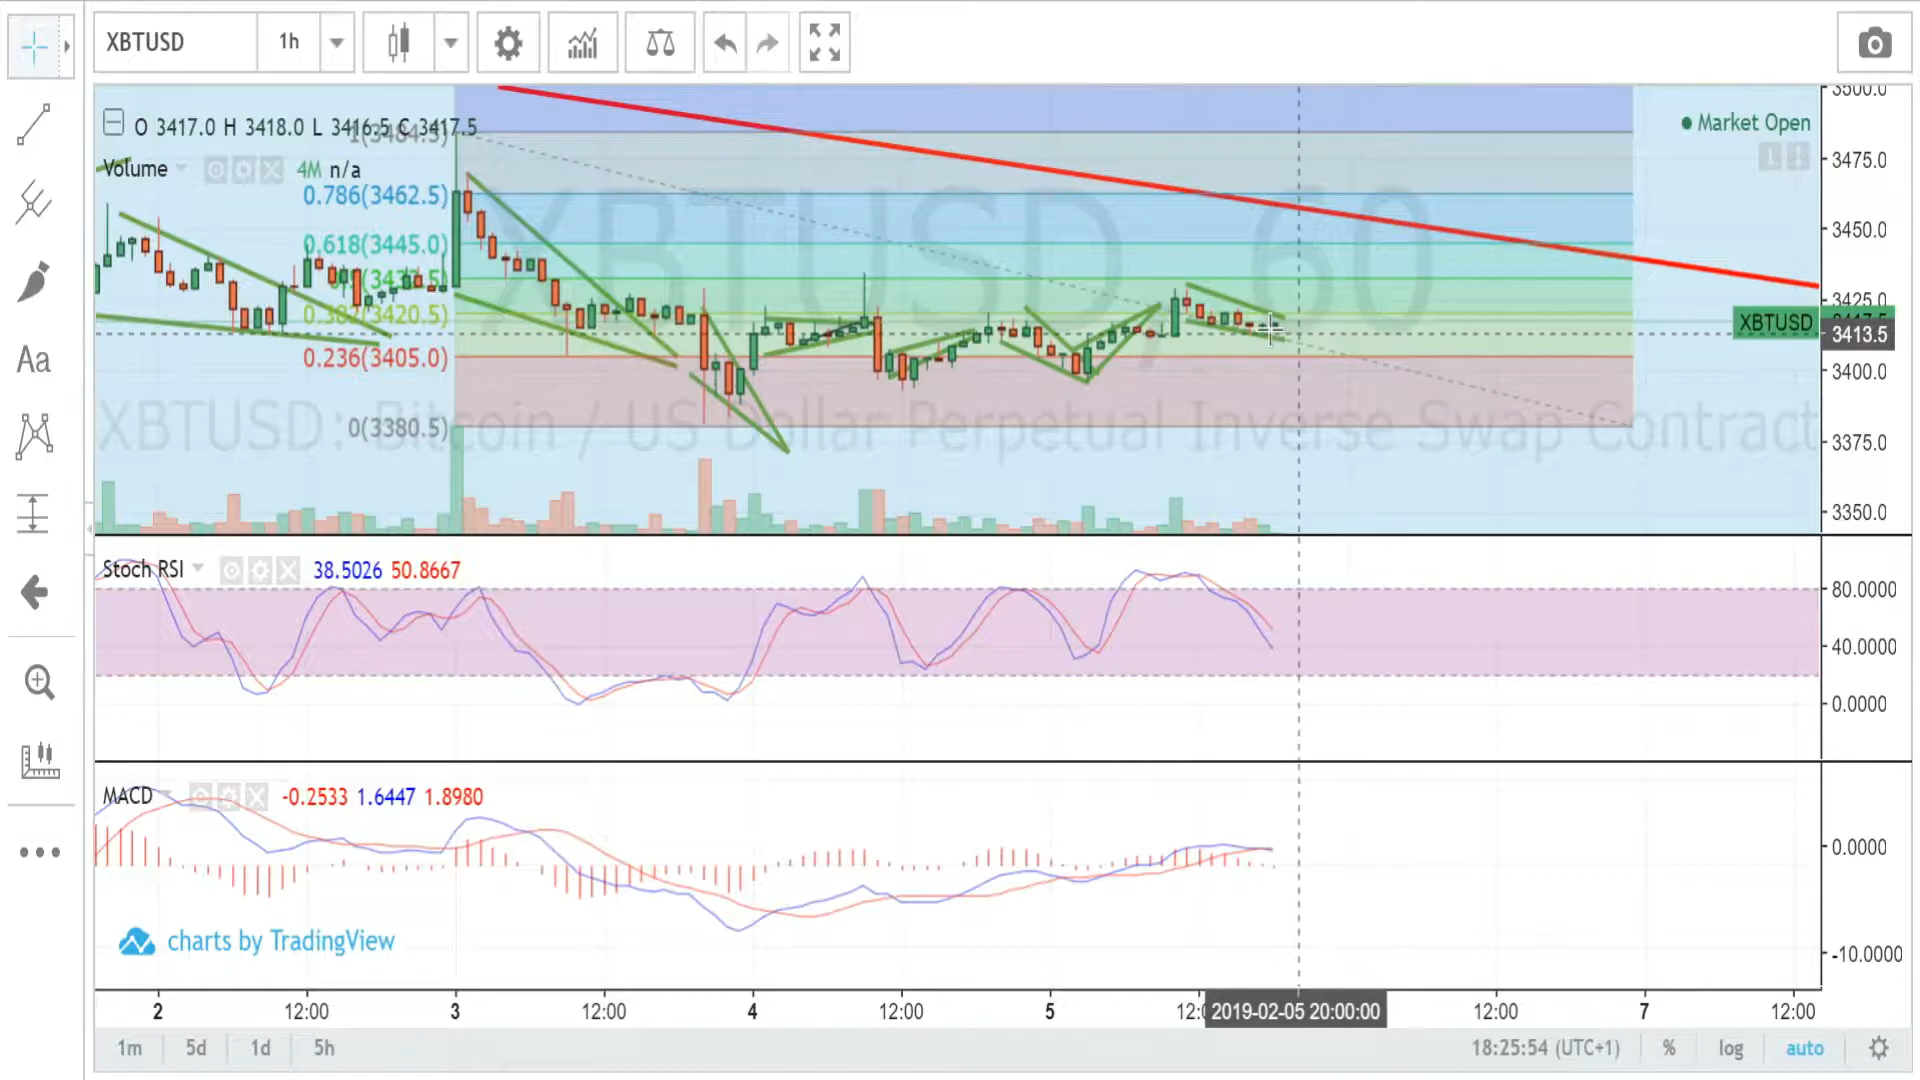 XBTUSD 1h
3500.0
O 3417.0 H 3418.0 L 3416.5 C 3417.5
Market Open
1(3484.5)
3475.0
Volume 4M n/a
0.786(3462.5)
3450.0
0.618(3445.0)
XBTUSD, 60
3425.0
0.382(3420.5)
XBTUSD
3413.5
0.236(3405.0)
3400.0
0(3380.5)
XBTUSD: Bitcoin / US Dollar Perpetual Inverse Swap Contract
3375.0
3350.0
Aa
Stoch RSI 38.5026 50.8667
80.0000
40.0000
0.0000
MACD -0.2533 1.6447 1.8980
0.0000
charts by TradingView
-10.0000
2 12:00 3 12:00 4 12:00 5 2019-02-05 20:00:00 12:00 7 12:00
1m 5d 1d 5h 18:25:54 (UTC+1) % log auto